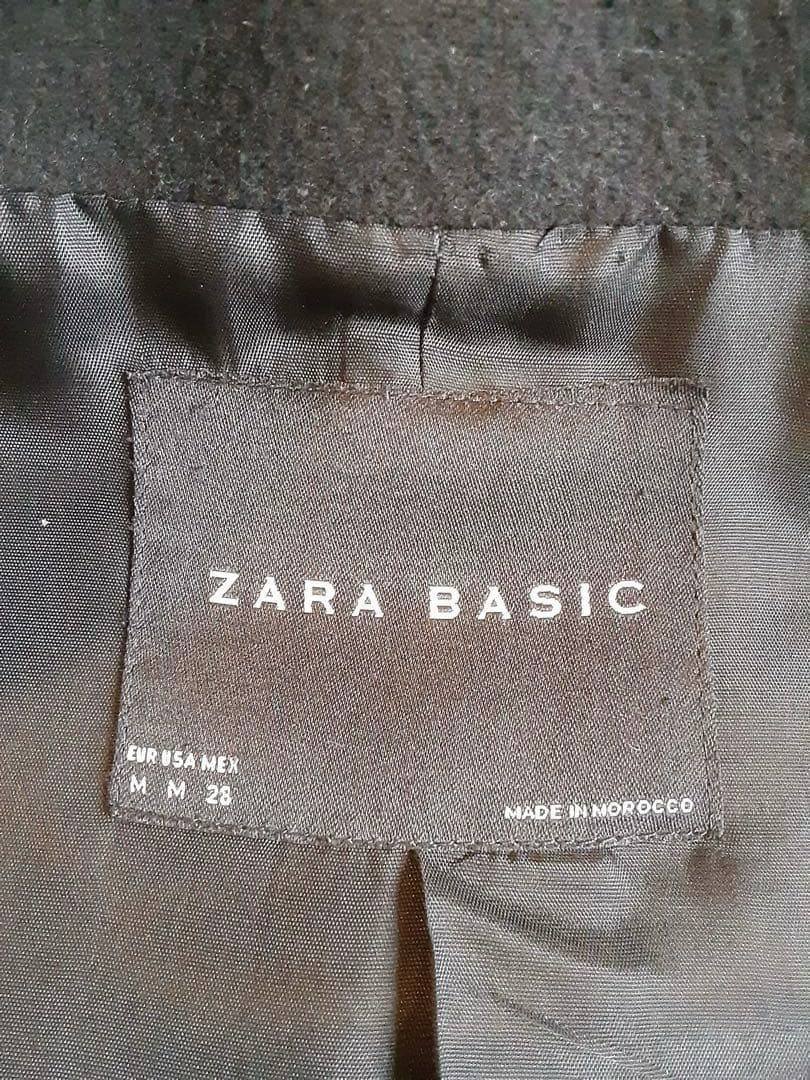 ZARA BASIC
EUR USA MEX
M M 28
MADE IN MOROCCO